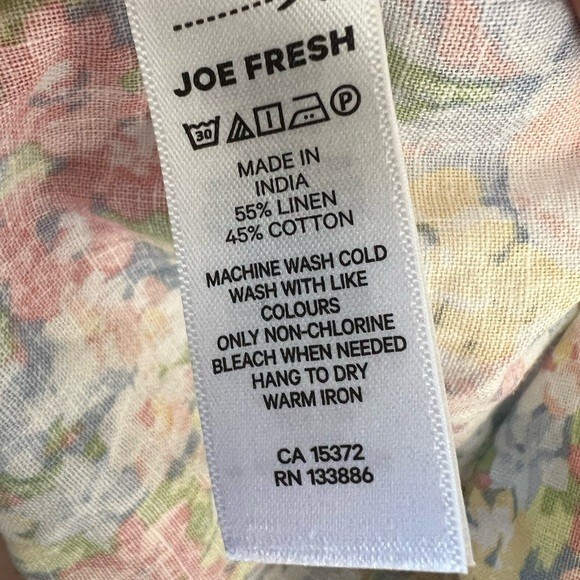 JOE FRESH
30 P
MADE IN
INDIA
55% LINEN
45% COTTON
MACHINE WASH COLD
WASH WITH LIKE
COLOURS
ONLY NON-CHLORINE
BLEACH WHEN NEEDED
HANG TO DRY
WARM IRON
CA 15372
RN 133886